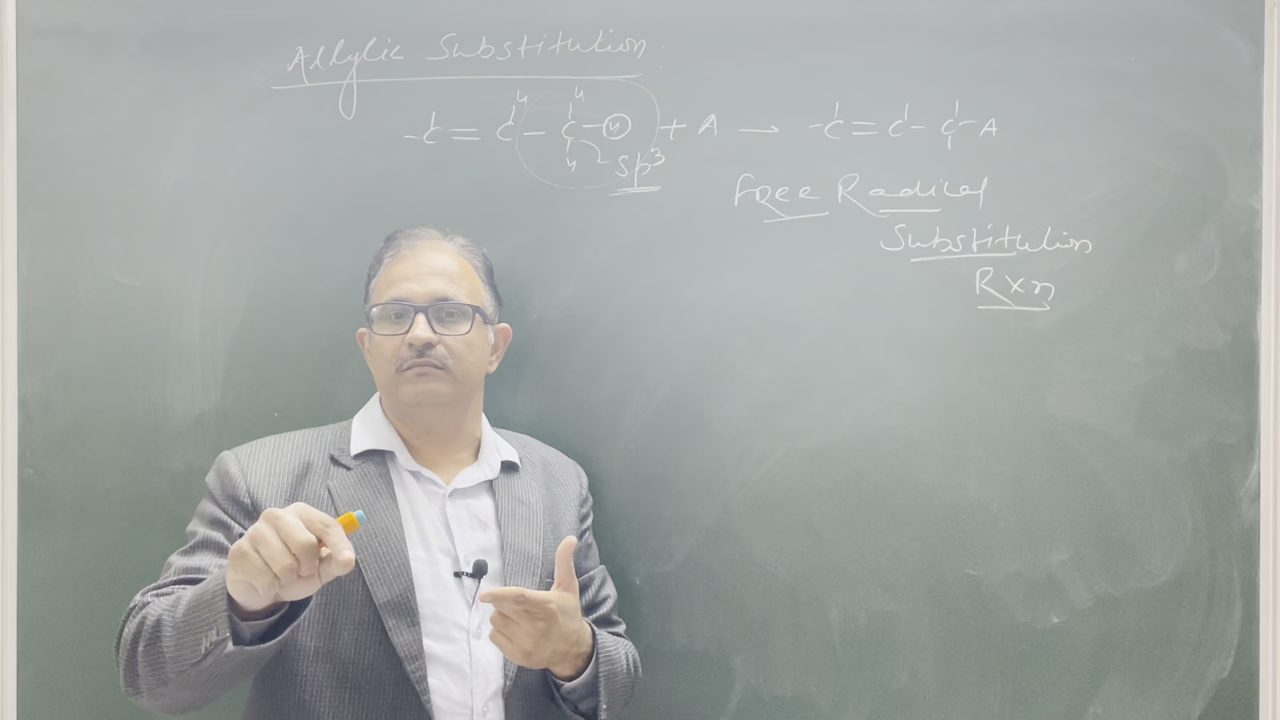 Allylic Substitution:
H H
-C = C - C - H + A → -C = C - C - A
H sp³
Free Radical
Substitution
Rxn